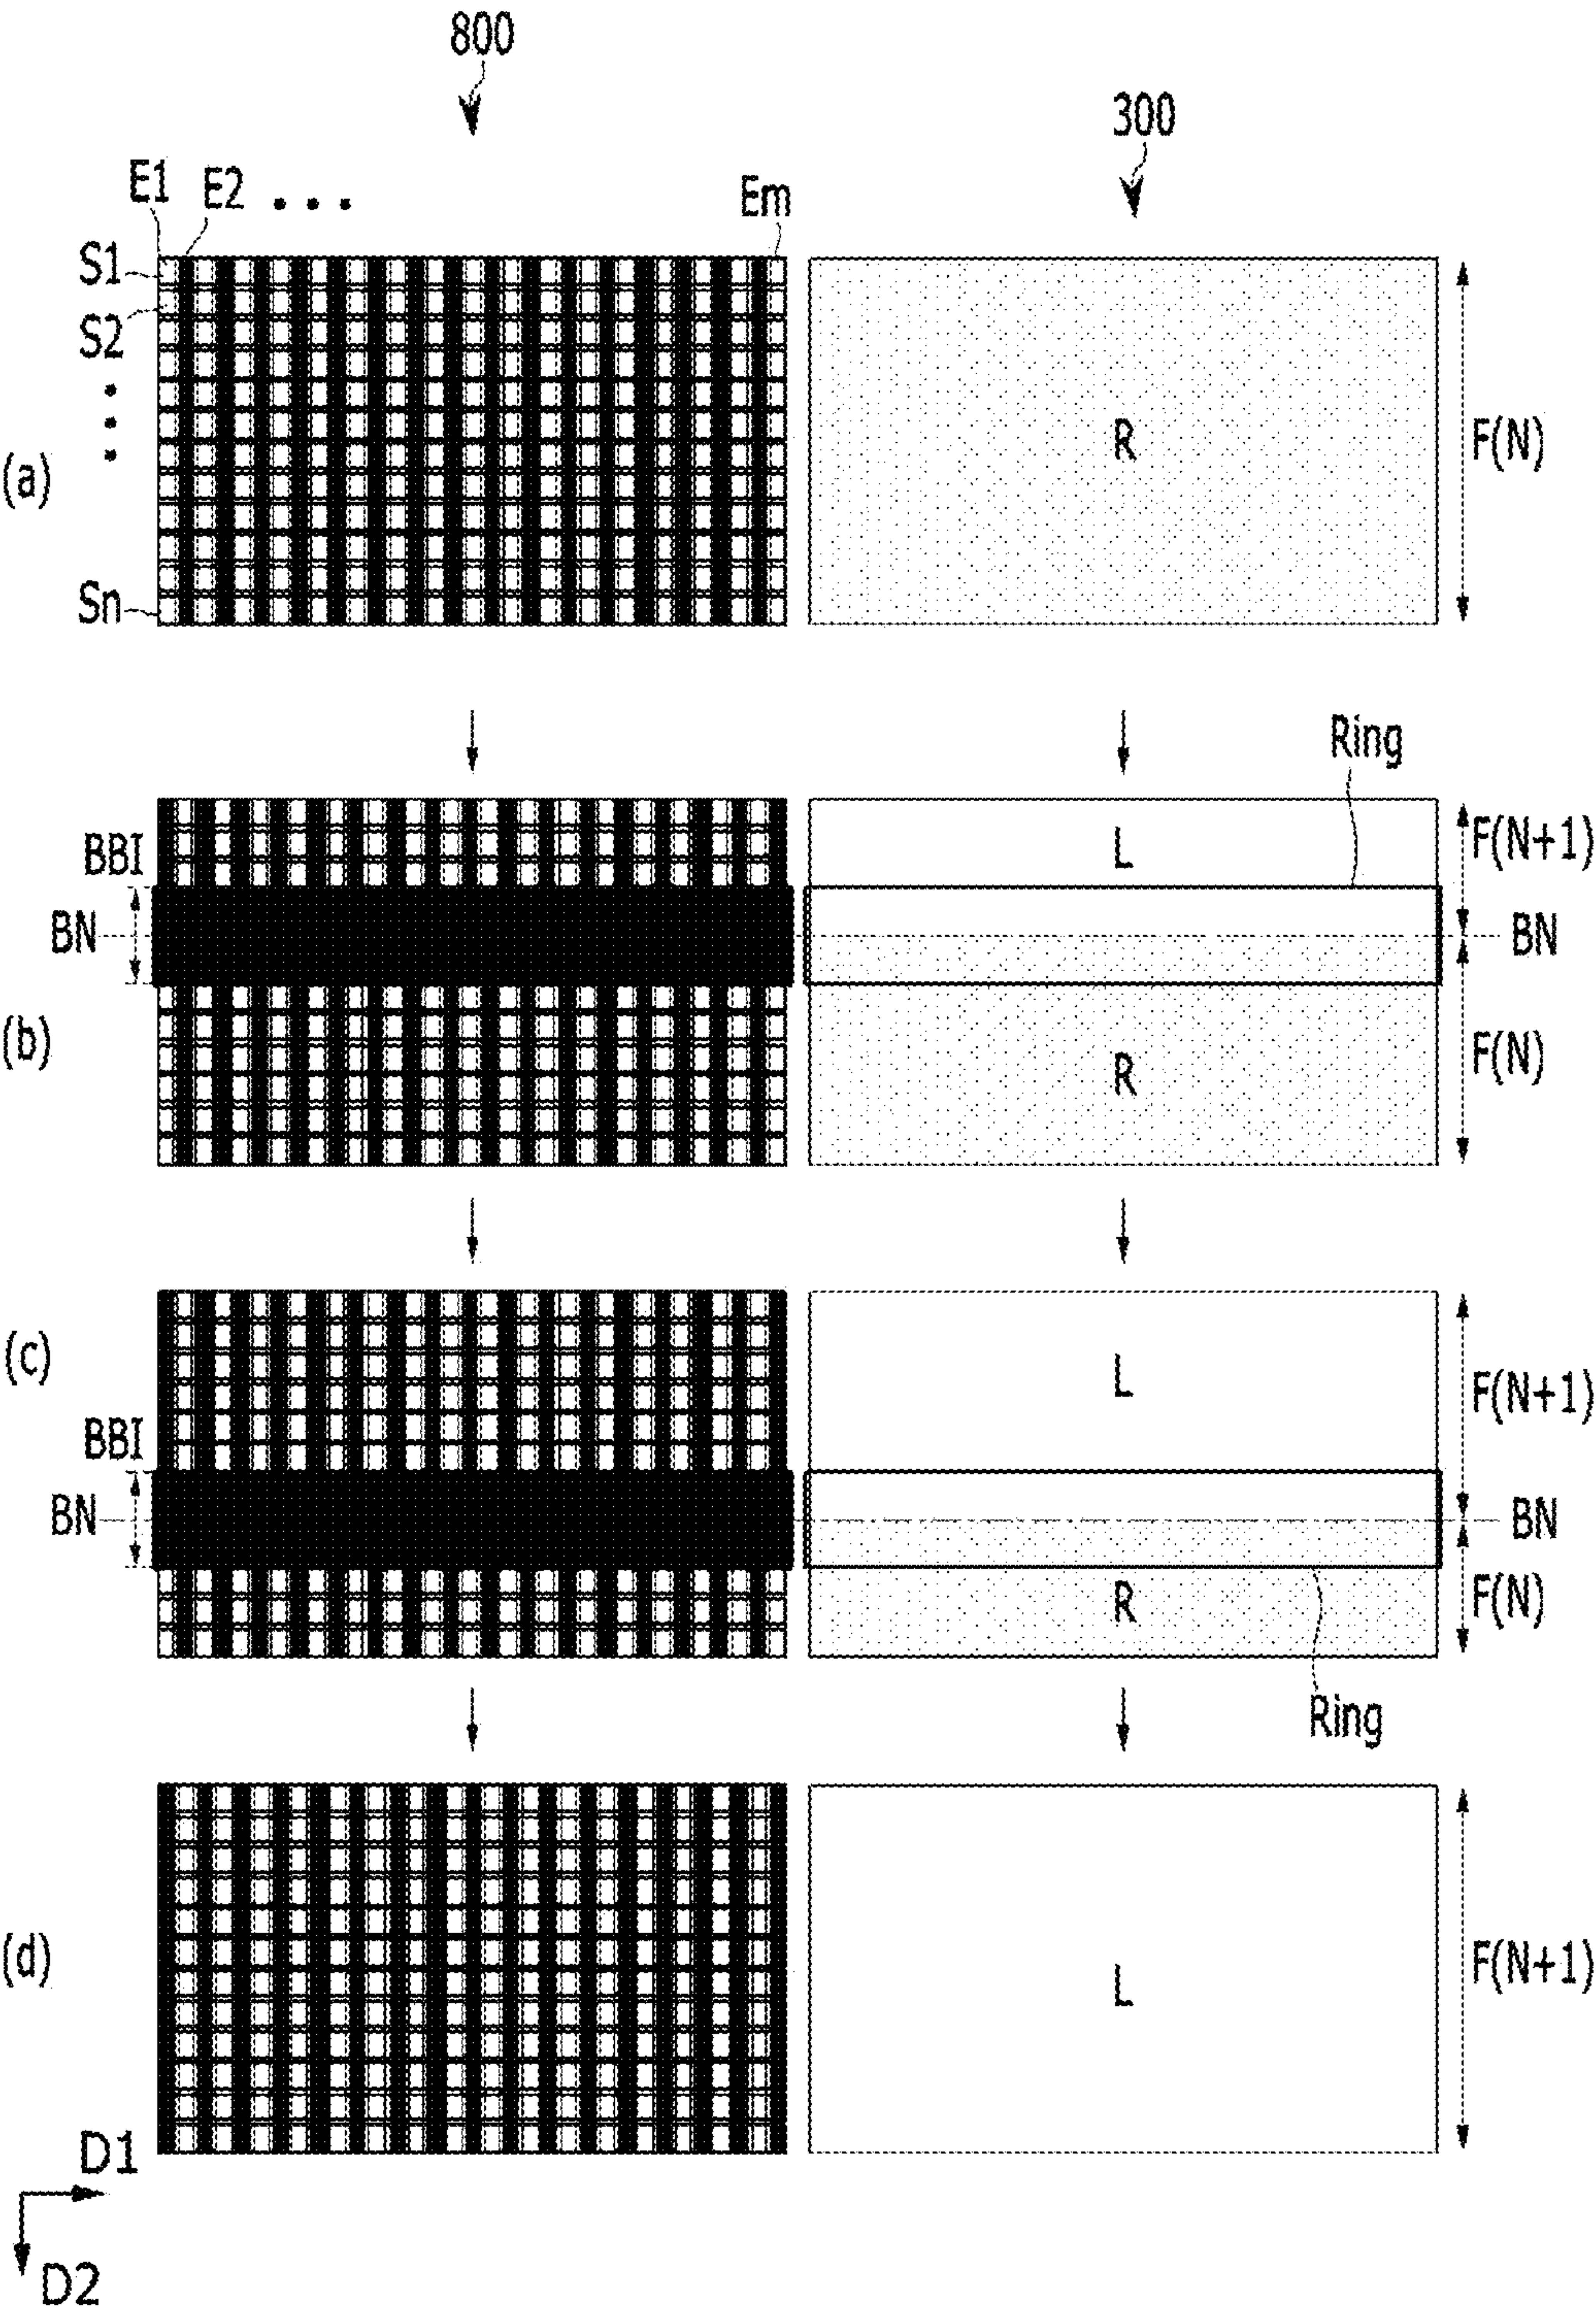 800
300
E1 E2 ... Em
S1
S2
R
F(N)
(a)
Sn
Ring
BBI
L
F(N+1)
BN
BN
(b)
R
F(N)
(c)
L
F(N+1)
BBI
BN
BN
R
F(N)
Ring
(d)
L
F(N+1)
D1
D2